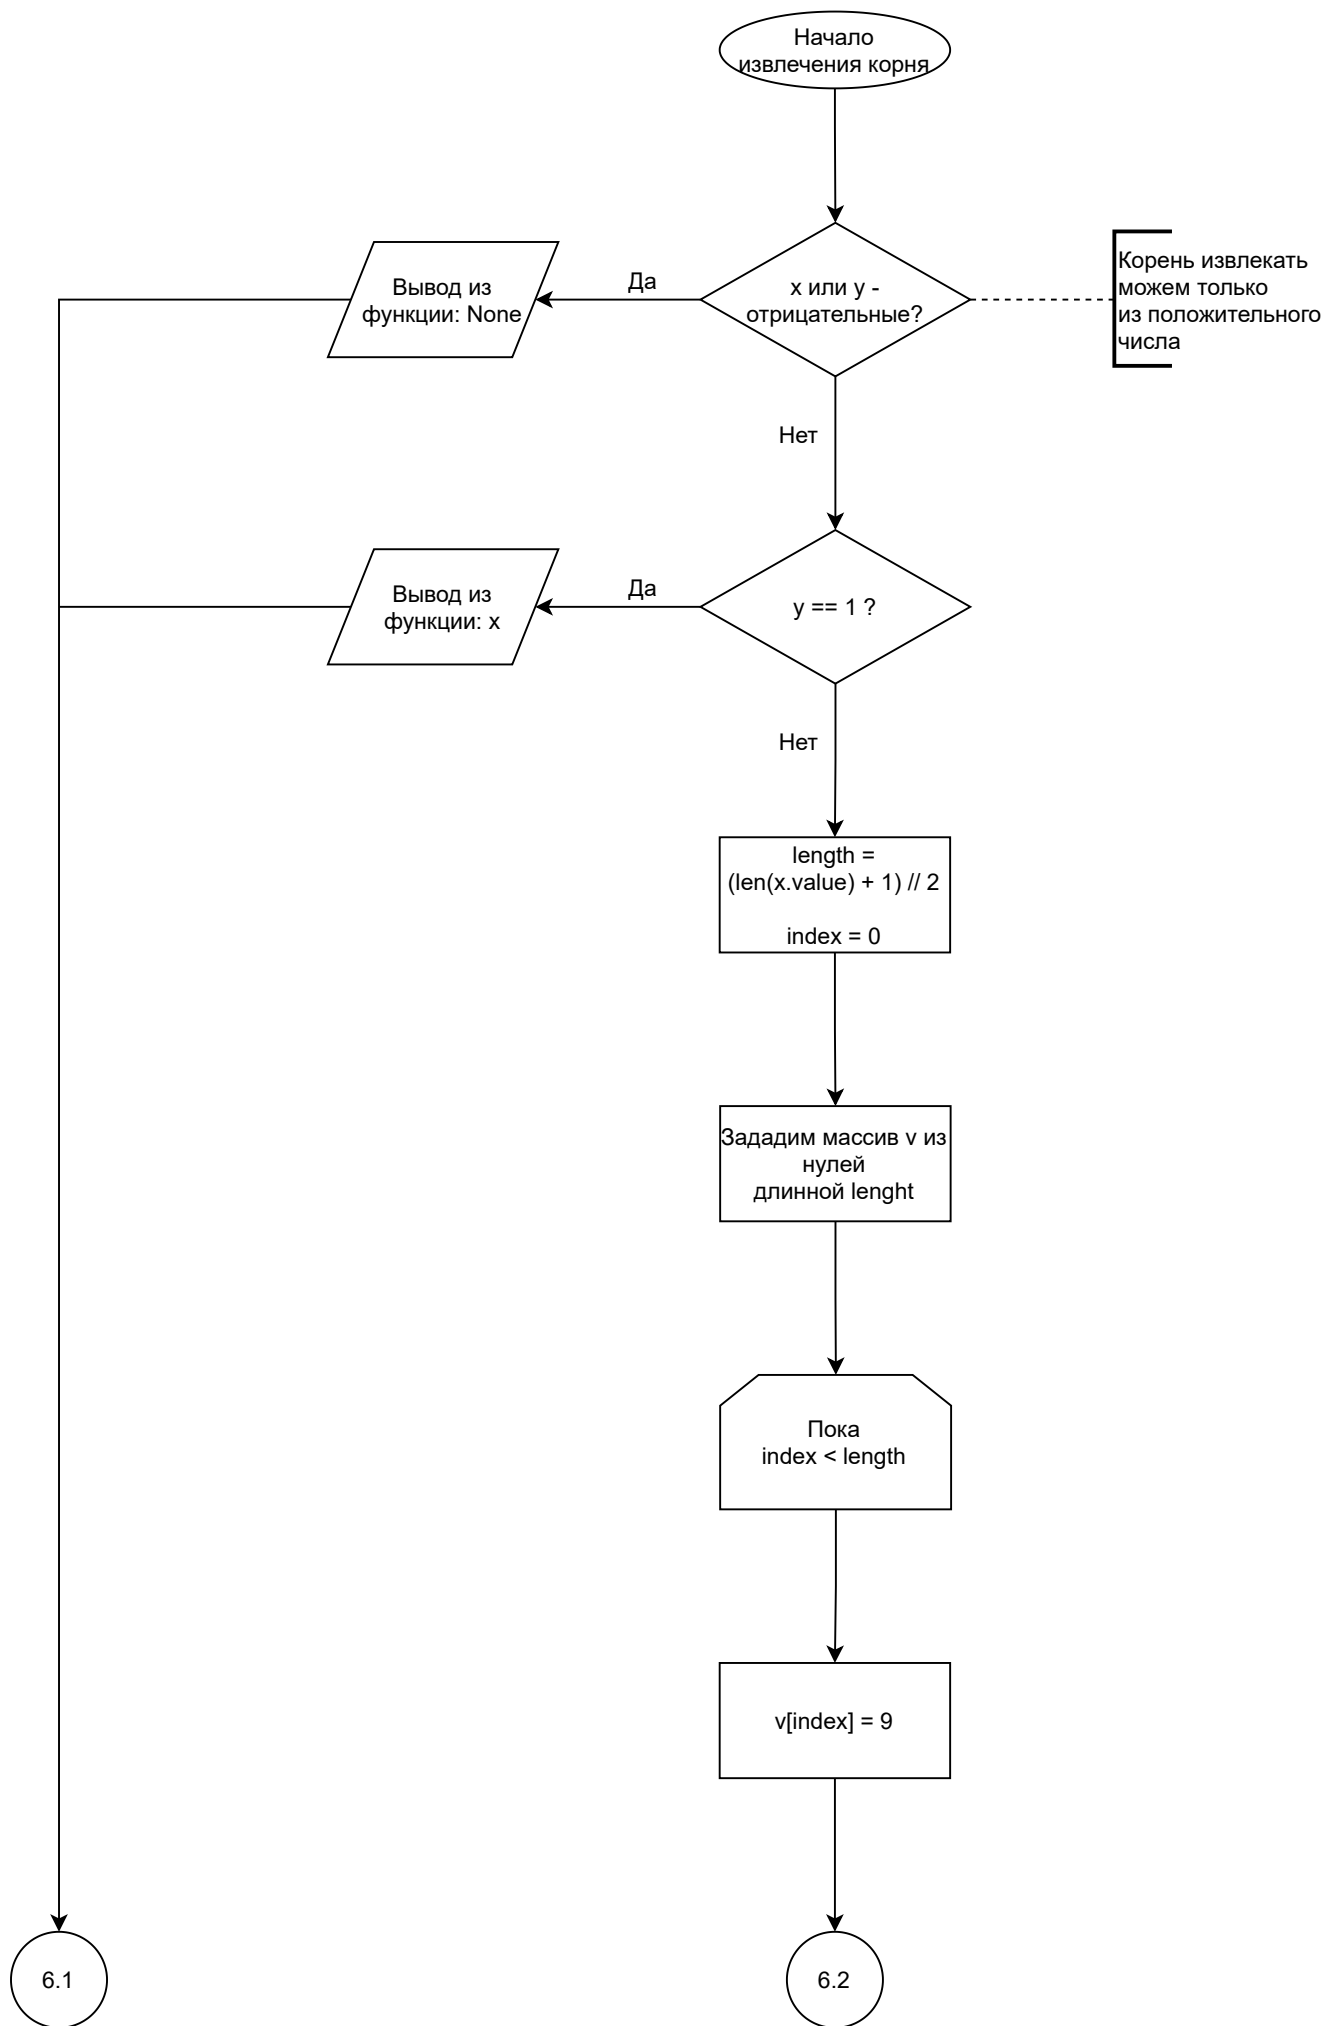 Начало
извлечения корня
Вывод из
функции: None
Да
x или y -
отрицательные?
Корень извлекать
можем только
из положительного
числа
Нет
Вывод из
функции: x
Да
y == 1 ?
Нет
length =
(len(x.value) + 1) // 2
index = 0
Зададим массив v из
нулей
длинной lenght
Пока
index < length
v[index] = 9
6.1
6.2